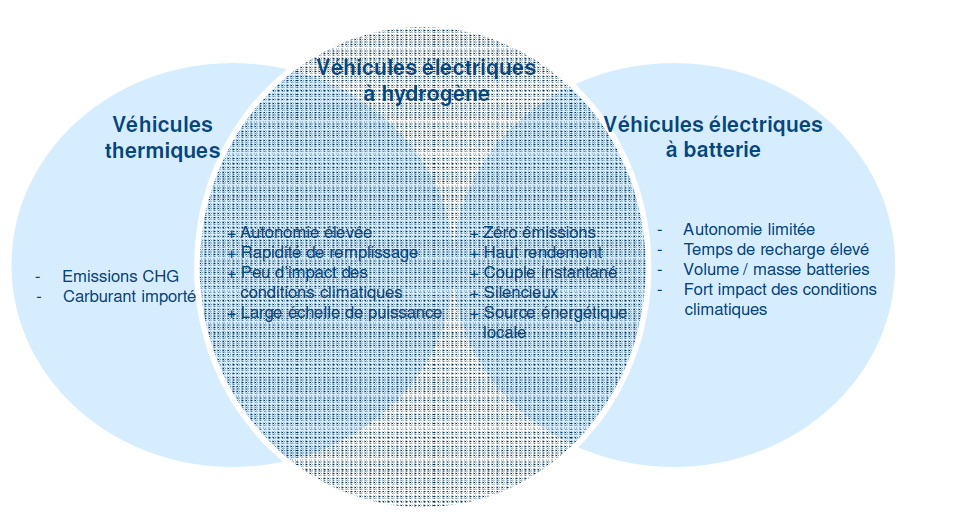 Véhicules électriques
à hydrogène
Véhicules
thermiques
Véhicules électriques
à batterie
- Emissions CHG
- Carburant importé
+ Autonomie élevée
+ Rapidité de remplissage
+ Peu d'impact des
conditions climatiques
+ Large échelle de puissance
+ Zéro émissions
+ Haut rendement
+ Couple instantané
+ Silencieux
+ Source énergétique
locale
- Autonomie limitée
- Temps de recharge élevé
- Volume / masse batteries
- Fort impact des conditions
climatiques